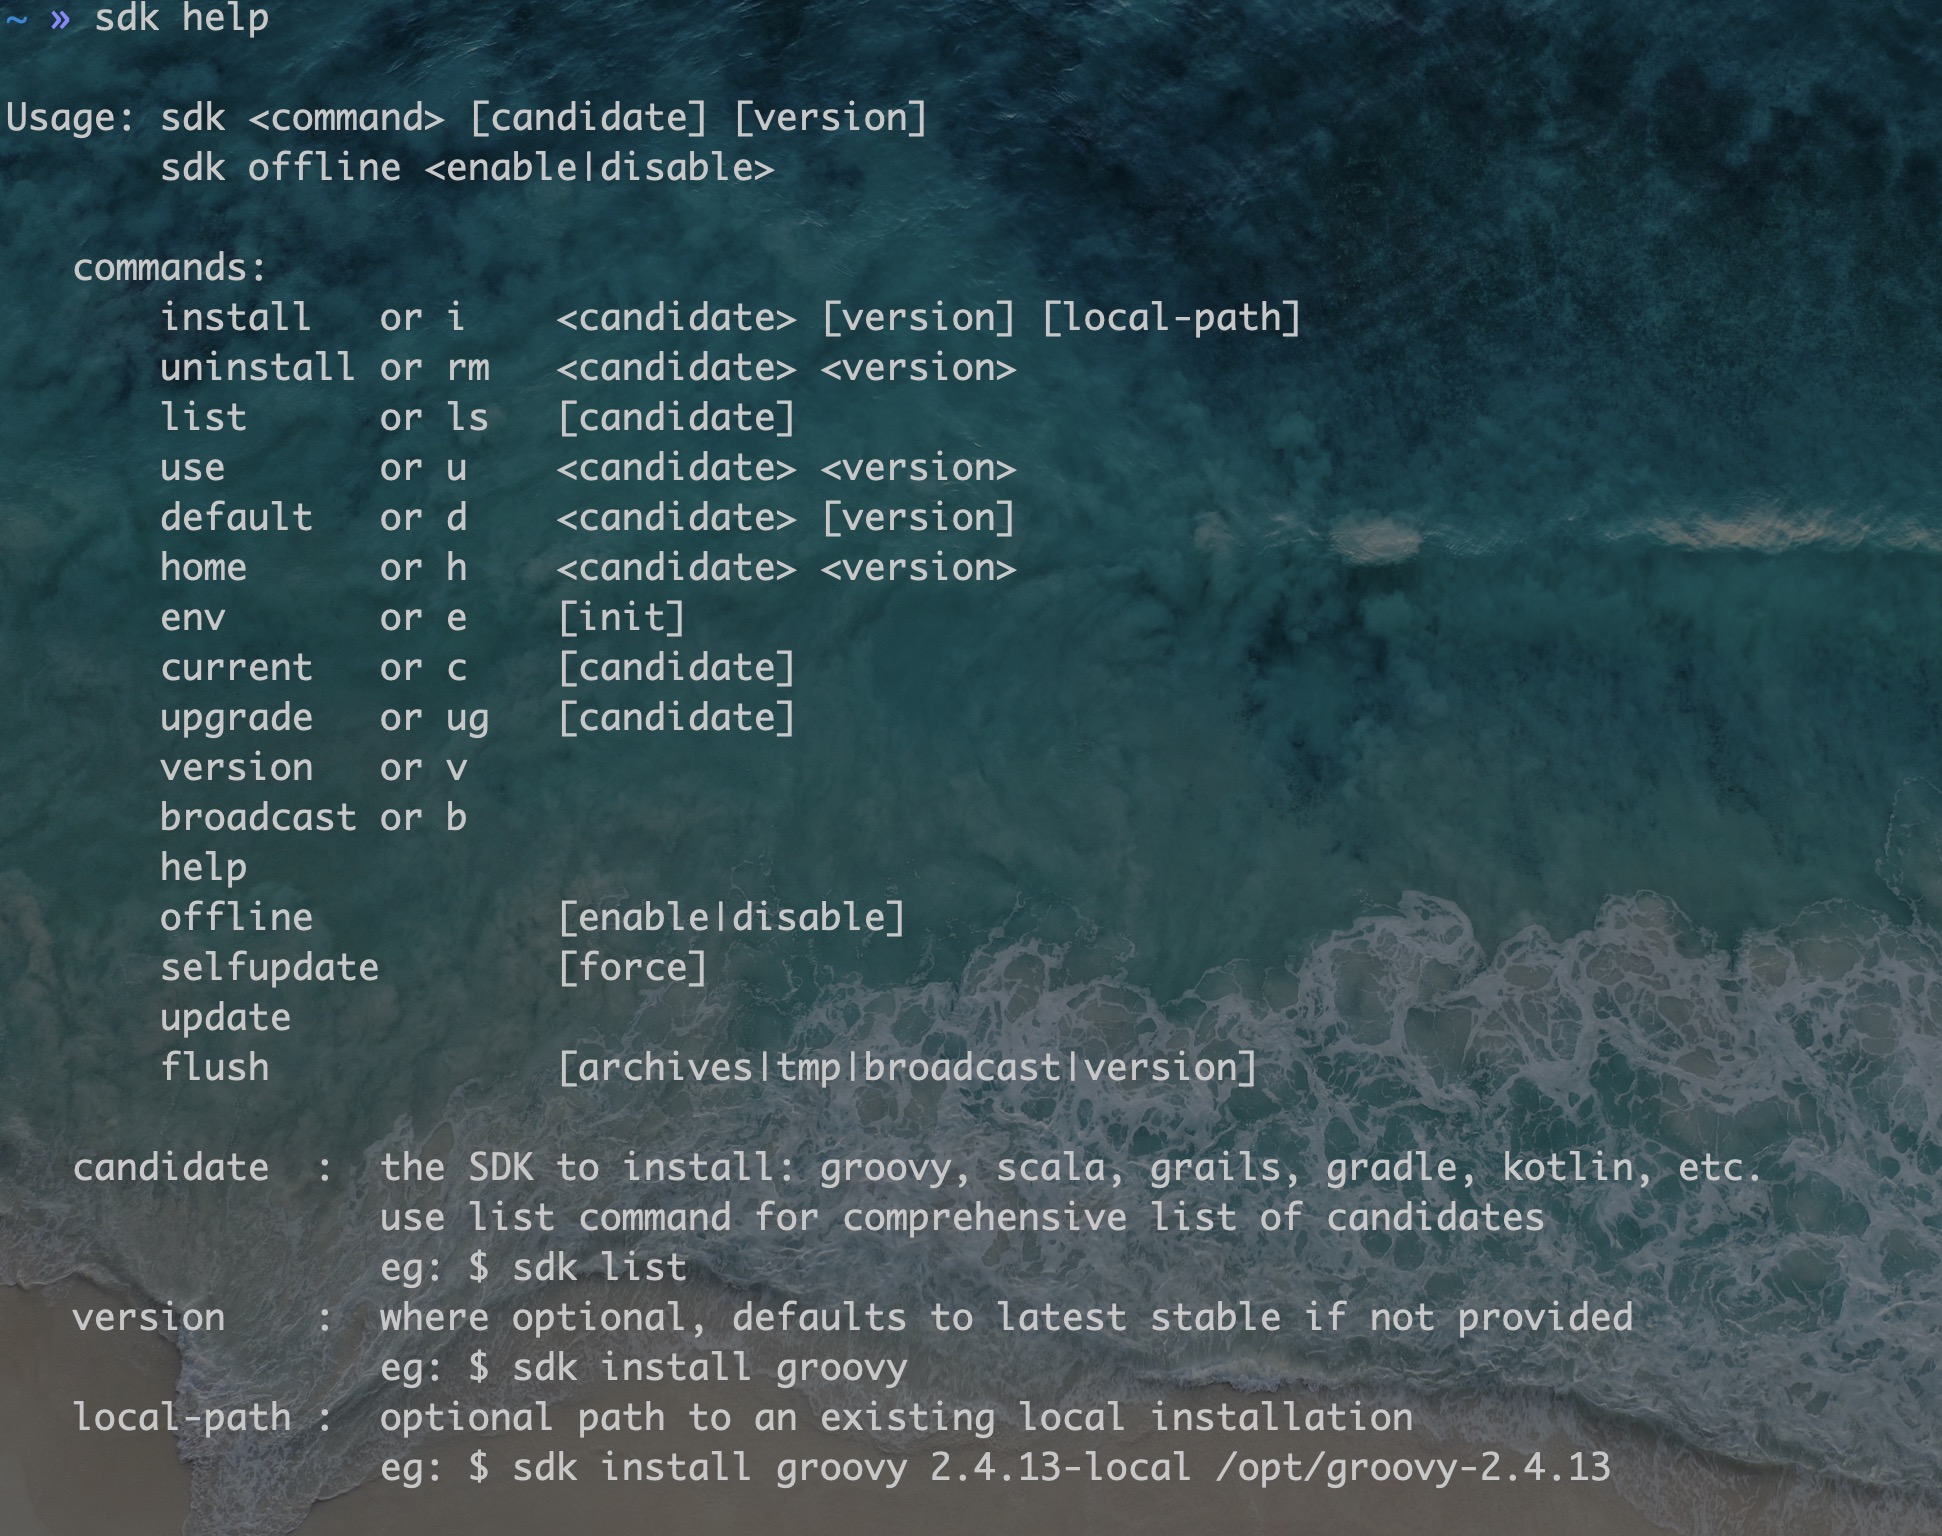 ~ » sdk help
Usage: sdk <command> [candidate] [version]
       sdk offline <enable|disable>
   commands:
       install   or i    <candidate> [version] [local-path]
       uninstall or rm   <candidate> <version>
       list      or ls   [candidate]
       use       or u    <candidate> <version>
       default   or d    <candidate> [version]
       home      or h    <candidate> <version>
       env       or e    [init]
       current   or c    [candidate]
       upgrade   or ug   [candidate]
       version   or v
       broadcast or b
       help
       offline           [enable|disable]
       selfupdate        [force]
       update
       flush             [archives|tmp|broadcast|version]
   candidate  :  the SDK to install: groovy, scala, grails, gradle, kotlin, etc.
                 use list command for comprehensive list of candidates
                 eg: $ sdk list
   version    :  where optional, defaults to latest stable if not provided
                 eg: $ sdk install groovy
   local-path :  optional path to an existing local installation
                 eg: $ sdk install groovy 2.4.13-local /opt/groovy-2.4.13